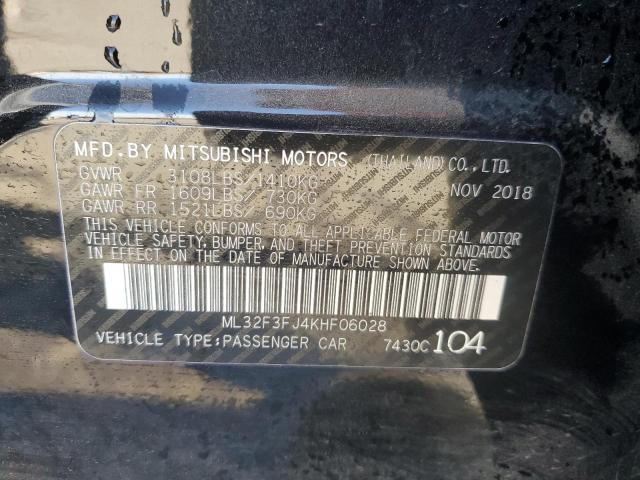 MFD.BY MITSUBISHI MOTORS (THAILAND)CO.,LTD.
GVWR 3108LBS/1410KG NOV 2018
GAWR FR 1609LBS/ 730KG
GAWR RR 1521LBS/ 690KG
THIS VEHICLE CONFORMS TO ALL APPLICABLE FEDERAL MOTOR
VEHICLE SAFETY, BUMPER, AND THEFT PREVENTION STANDARDS
IN EFFECT ON THE DATE OF MANUFACTURE SHOWN ABOVE.
ML32F3FJ4KHF06028
VEHICLE TYPE:PASSENGER CAR 7430C 104